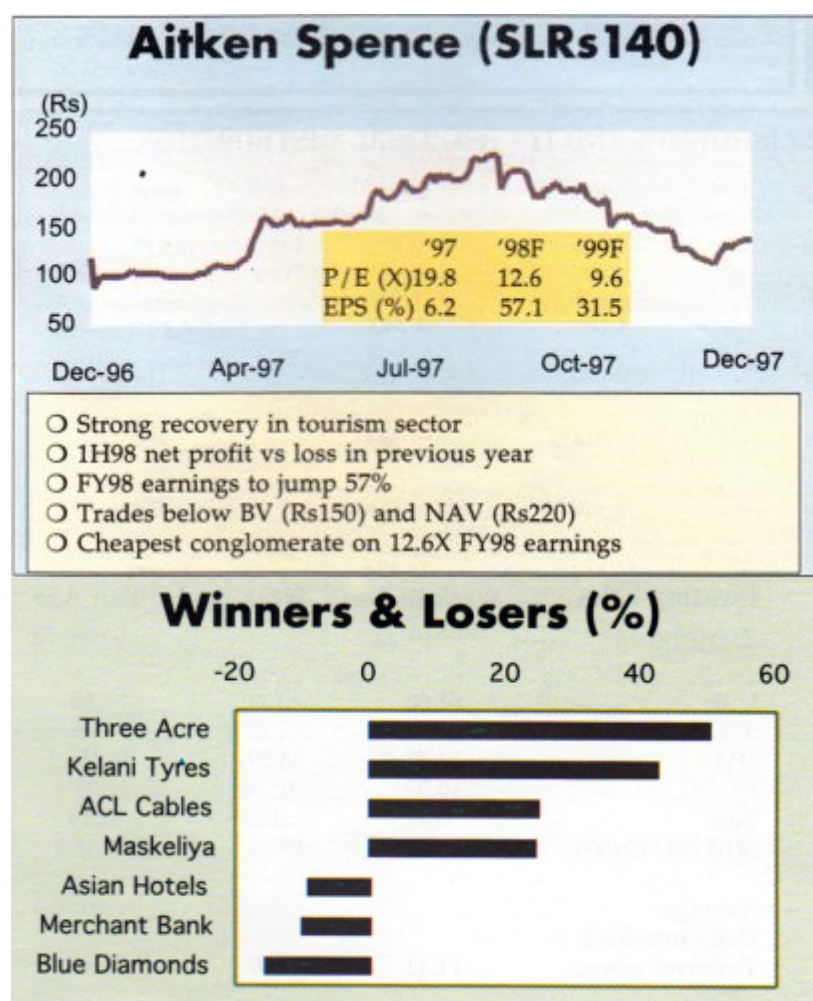 Aitken Spence (SLRs140)
(Rs)
250
200
150
100
50
'97 '98F '99F
P/E (X)19.8 12.6 9.6
EPS (%) 6.2 57.1 31.5
Dec-96 Apr-97 Jul-97 Oct-97 Dec-97
❍ Strong recovery in tourism sector
❍ 1H98 net profit vs loss in previous year
❍ FY98 earnings to jump 57%
❍ Trades below BV (Rs150) and NAV (Rs220)
❍ Cheapest conglomerate on 12.6X FY98 earnings
Winners & Losers (%)
-20 0 20 40 60
Three Acre
Kelani Tyres
ACL Cables
Maskeliya
Asian Hotels
Merchant Bank
Blue Diamonds